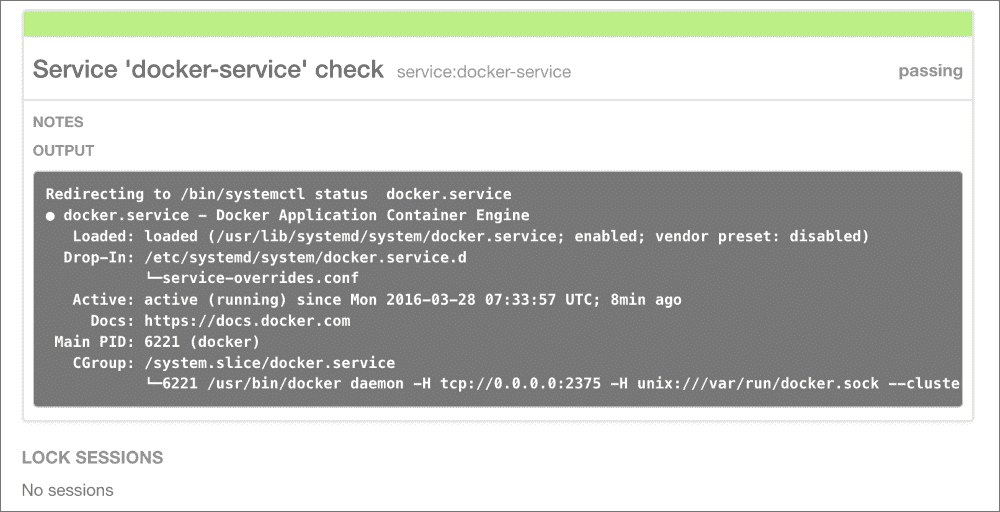 Service 'docker-service' check service:docker-service passing
NOTES
OUTPUT
Redirecting to /bin/systemctl status  docker.service
● docker.service - Docker Application Container Engine
   Loaded: loaded (/usr/lib/systemd/system/docker.service; enabled; vendor preset: disabled)
  Drop-In: /etc/systemd/system/docker.service.d
           └─service-overrides.conf
   Active: active (running) since Mon 2016-03-28 07:33:57 UTC; 8min ago
     Docs: https://docs.docker.com
 Main PID: 6221 (docker)
   CGroup: /system.slice/docker.service
           └─6221 /usr/bin/docker daemon -H tcp://0.0.0.0:2375 -H unix:///var/run/docker.sock --cluste
LOCK SESSIONS
No sessions